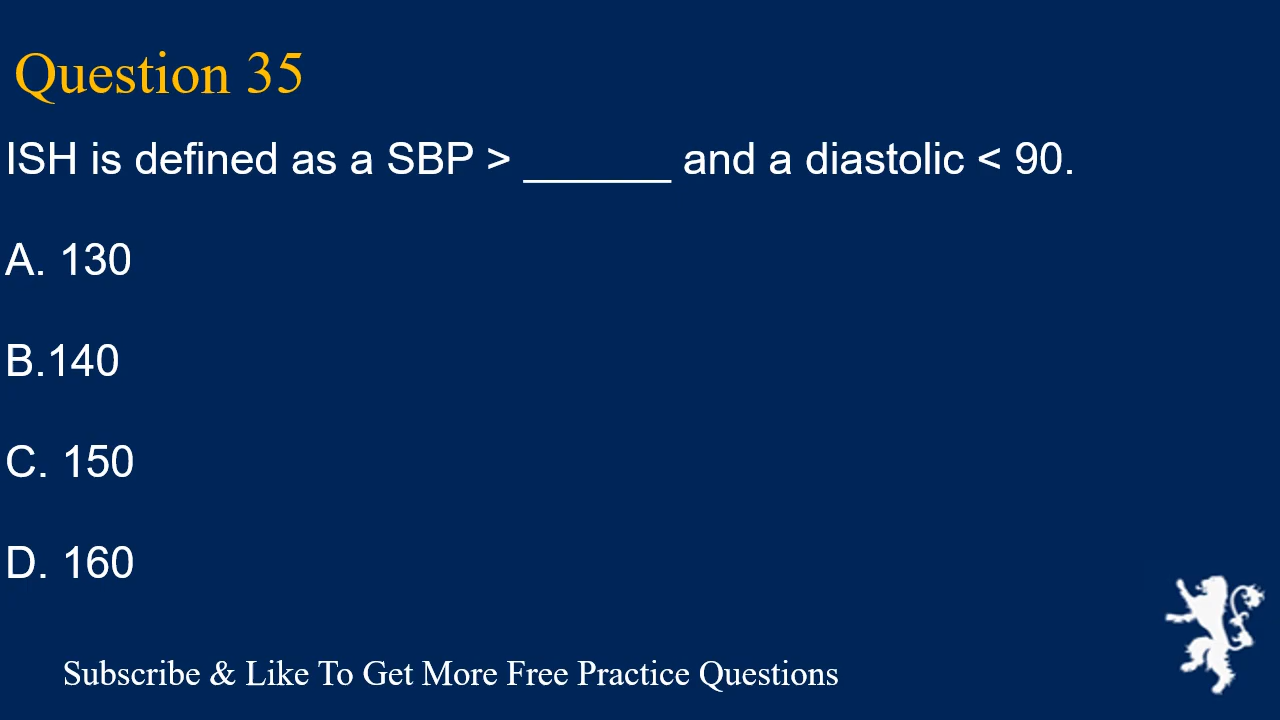 Question 35
ISH is defined as a SBP > ______ and a diastolic < 90.
A. 130
B.140
C. 150
D. 160
Subscribe & Like To Get More Free Practice Questions